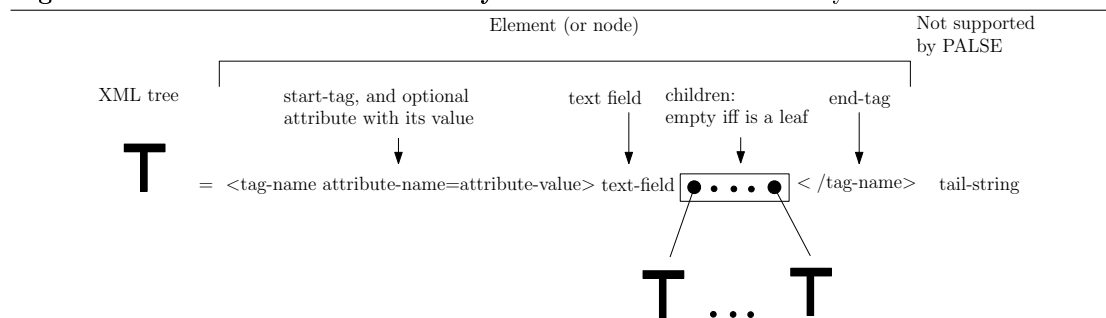 Element (or node)
Not supported
by PALSE
XML tree
start-tag, and optional
attribute with its value
text field
children:
empty iff is a leaf
end-tag
T
= <tag-name attribute-name=attribute-value> text-field < /tag-name> tail-string
T
T